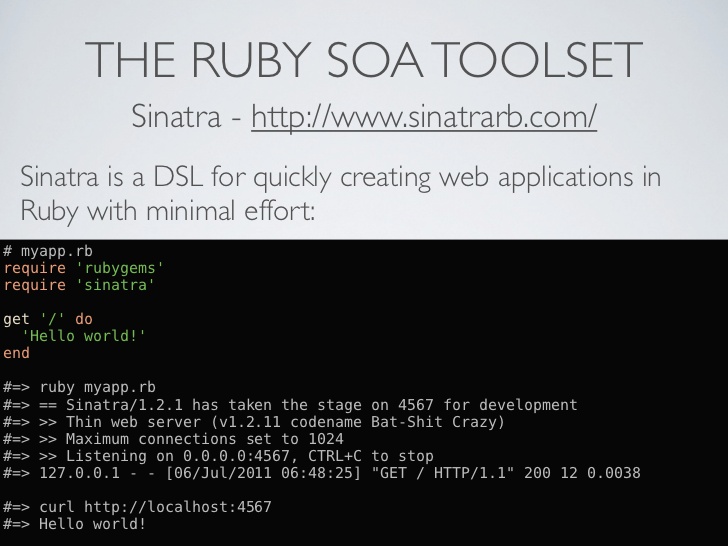 THE RUBY SOA TOOLSET
Sinatra - http://www.sinatrarb.com/
Sinatra is a DSL for quickly creating web applications in
Ruby with minimal effort:
# myapp.rb
require 'rubygems'
require 'sinatra'
get '/' do
  'Hello world!'
end
#=> ruby myapp.rb
#=> == Sinatra/1.2.1 has taken the stage on 4567 for development
#=> >> Thin web server (v1.2.11 codename Bat-Shit Crazy)
#=> >> Maximum connections set to 1024
#=> >> Listening on 0.0.0.0:4567, CTRL+C to stop
#=> 127.0.0.1 - - [06/Jul/2011 06:48:25] "GET / HTTP/1.1" 200 12 0.0038
#=> curl http://localhost:4567
#=> Hello world!